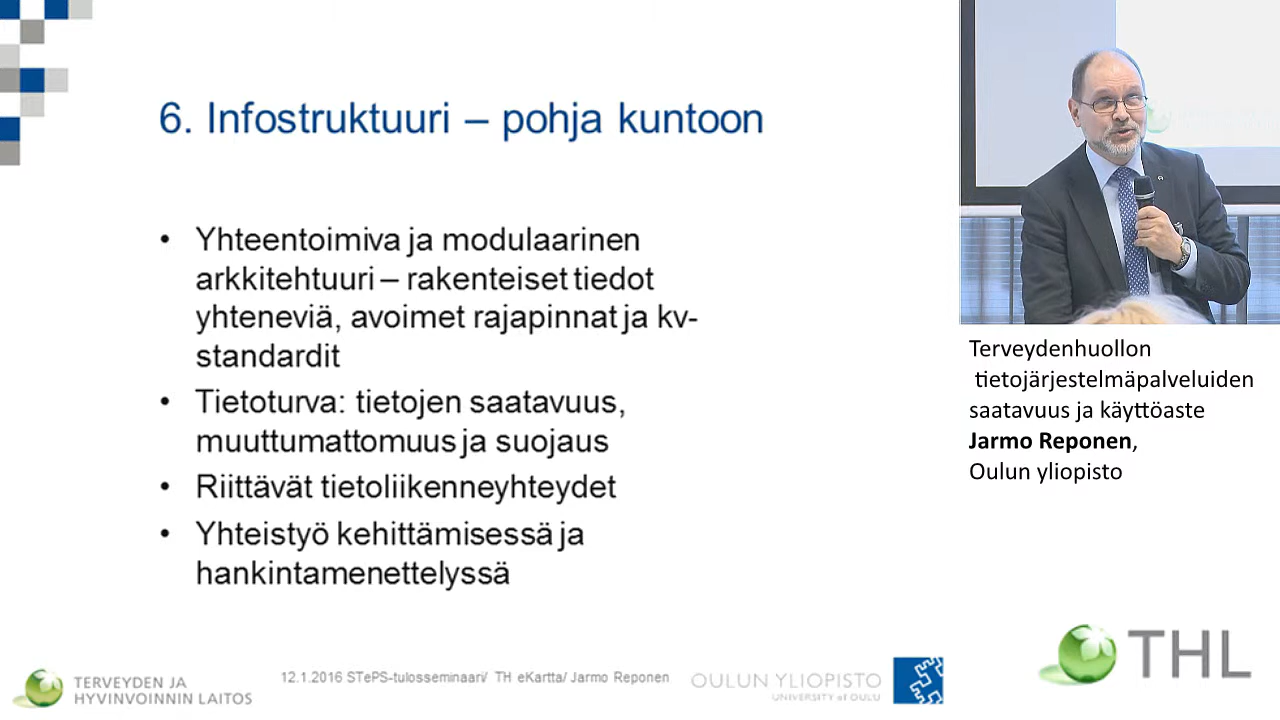 6. Infostruktuuri – pohja kuntoon
• Yhteentoimiva ja modulaarinen
arkkitehtuuri – rakenteiset tiedot
yhteneviä, avoimet rajapinnat ja kv-
standardit
• Tietoturva: tietojen saatavuus,
muuttumattomuus ja suojaus
• Riittävät tietoliikenneyhteydet
• Yhteistyö kehittämisessä ja
hankintamenettelyssä
Terveydenhuollon
tietojärjestelmäpalveluiden
saatavuus ja käyttöaste
Jarmo Reponen,
Oulun yliopisto
TERVEYDEN JA
HYVINVOINNIN LAITOS
12.1.2016 STePS-tulosseminaari/ TH eKartta/ Jarmo Reponen
OULUN YLIOPISTO
UNIVERSITY of OULU
THL